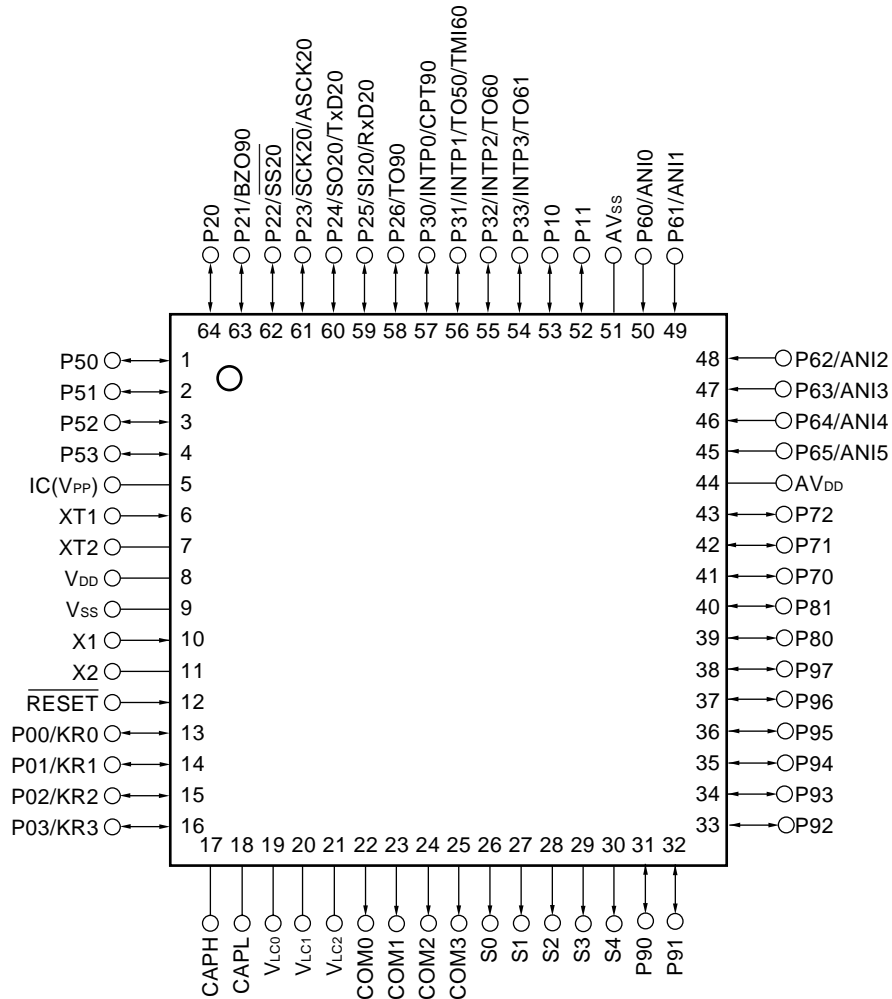 P20
P21/BZO90
P22/SS20
P23/SCK20/ASCK20
P24/SO20/TxD20
P25/SI20/RxD20
P26/TO90
P30/INTP0/CPT90
P31/INTP1/TO50/TMI60
P32/INTP2/TO60
P33/INTP3/TO61
P10
P11
AVSS
P60/ANI0
P61/ANI1
64 63 62 61 60 59 58 57 56 55 54 53 52 51 50 49
P50 1
P51 2
P52 3
P53 4
IC(VPP) 5
XT1 6
XT2 7
VDD 8
VSS 9
X1 10
X2 11
RESET 12
P00/KR0 13
P01/KR1 14
P02/KR2 15
P03/KR3 16
48 P62/ANI2
47 P63/ANI3
46 P64/ANI4
45 P65/ANI5
44 AVDD
43 P72
42 P71
41 P70
40 P81
39 P80
38 P97
37 P96
36 P95
35 P94
34 P93
33 P92
17 18 19 20 21 22 23 24 25 26 27 28 29 30 31 32
CAPH
CAPL
VLC0
VLC1
VLC2
COM0
COM1
COM2
COM3
S0
S1
S2
S3
S4
P90
P91